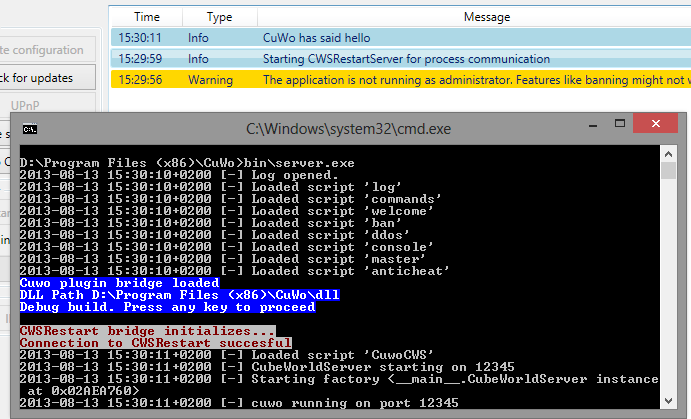 Time Type Message
15:30:11 Info CuWo has said hello
15:29:59 Info Starting CWSRestartServer for process communication
15:29:56 Warning The application is not running as administrator. Features like banning might not
te configuration
ck for updates
UPnP
C:\Windows\system32\cmd.exe
D:\Program Files (x86)\CuWo>bin\server.exe
2013-08-13 15:30:10+0200 [-] Log opened.
2013-08-13 15:30:10+0200 [-] Loaded script 'log'
2013-08-13 15:30:10+0200 [-] Loaded script 'commands'
2013-08-13 15:30:10+0200 [-] Loaded script 'welcome'
2013-08-13 15:30:10+0200 [-] Loaded script 'ban'
2013-08-13 15:30:10+0200 [-] Loaded script 'ddos'
2013-08-13 15:30:10+0200 [-] Loaded script 'console'
2013-08-13 15:30:10+0200 [-] Loaded script 'master'
2013-08-13 15:30:10+0200 [-] Loaded script 'anticheat'
Cuwo plugin bridge loaded
DLL Path D:\Program Files (x86)\CuWo\dll
Debug build. Press any key to proceed
CWSRestart bridge initializes...
Connection to CWSRestart succesful
2013-08-13 15:30:11+0200 [-] Loaded script 'CuwoCWS'
2013-08-13 15:30:11+0200 [-] CubeWorldServer starting on 12345
2013-08-13 15:30:11+0200 [-] Starting factory <__main__.CubeWorldServer instance
at 0x02AEA760>
2013-08-13 15:30:11+0200 [-] cuwo running on port 12345